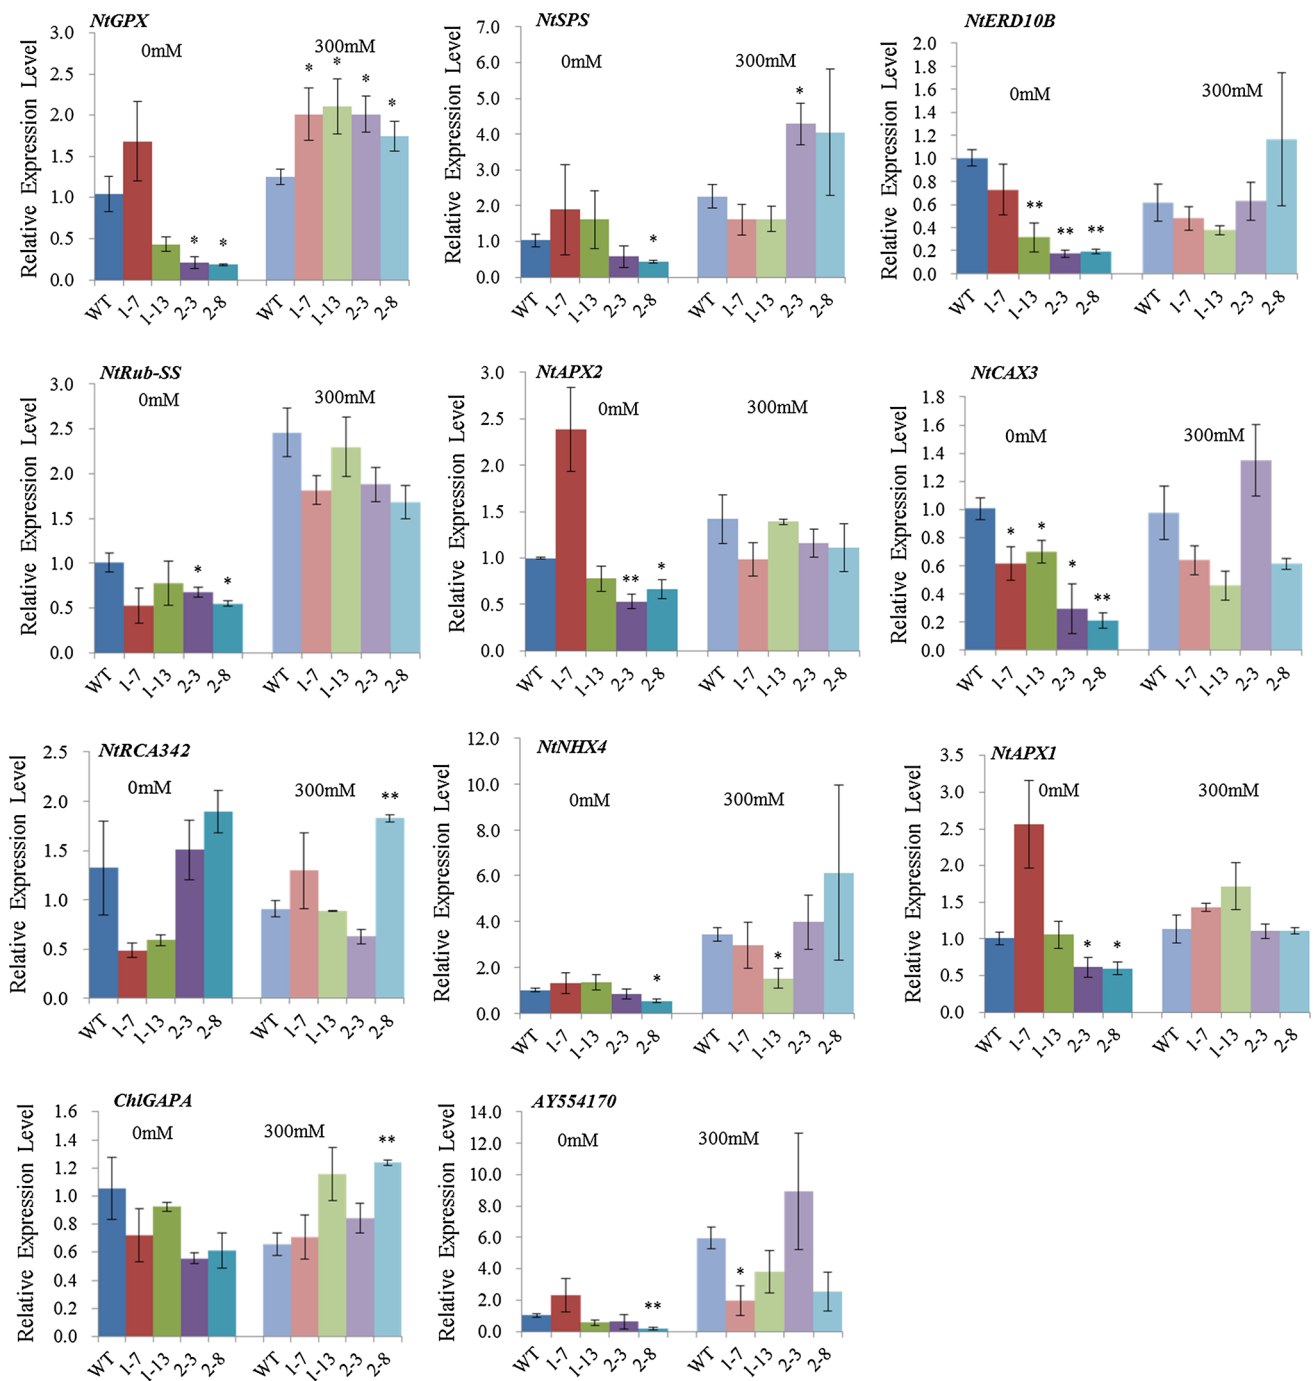 NtGPX
Relative Expression Level
3.0
2.5
2.0
1.5
1.0
0.5
0.0
0mM
300mM
* *
* * * * * *
WT 1-7 1-13 2-3 2-8 WT 1-7 1-13 2-3 2-8
NtSPS
Relative Expression Level
7.0
6.0
5.0
4.0
3.0
2.0
1.0
0.0
0mM
300mM
*
*
WT 1-7 1-13 2-3 2-8 WT 1-7 1-13 2-3 2-8
NtERD10B
Relative Expression Level
2.0
1.8
1.6
1.4
1.2
1.0
0.8
0.6
0.4
0.2
0.0
0mM
300mM
** ** **
WT 1-7 1-13 2-3 2-8 WT 1-7 1-13 2-3 2-8
NtRub-SS
Relative Expression Level
3.0
2.5
2.0
1.5
1.0
0.5
0.0
0mM
300mM
* *
WT 1-7 1-13 2-3 2-8 WT 1-7 1-13 2-3 2-8
NtAPX2
Relative Expression Level
3.0
2.5
2.0
1.5
1.0
0.5
0.0
0mM
300mM
** *
WT 1-7 1-13 2-3 2-8 WT 1-7 1-13 2-3 2-8
NtCAX3
Relative Expression Level
1.8
1.6
1.4
1.2
1.0
0.8
0.6
0.4
0.2
0.0
0mM
300mM
* * * **
WT 1-7 1-13 2-3 2-8 WT 1-7 1-13 2-3 2-8
NtRCA342
Relative Expression Level
2.5
2.0
1.5
1.0
0.5
0.0
0mM
300mM
**
WT 1-7 1-13 2-3 2-8 WT 1-7 1-13 2-3 2-8
NtNHX4
Relative Expression Level
12.0
10.0
8.0
6.0
4.0
2.0
0.0
0mM
300mM
*
*
WT 1-7 1-13 2-3 2-8 WT 1-7 1-13 2-3 2-8
NtAPX1
Relative Expression Level
3.5
3.0
2.5
2.0
1.5
1.0
0.5
0.0
0mM
300mM
* *
WT 1-7 1-13 2-3 2-8 WT 1-7 1-13 2-3 2-8
ChlGAPA
Relative Expression Level
1.6
1.4
1.2
1.0
0.8
0.6
0.4
0.2
0.0
0mM
300mM
**
WT 1-7 1-13 2-3 2-8 WT 1-7 1-13 2-3 2-8
AY554170
Relative Expression Level
14.0
12.0
10.0
8.0
6.0
4.0
2.0
0.0
0mM
300mM
**
*
WT 1-7 1-13 2-3 2-8 WT 1-7 1-13 2-3 2-8